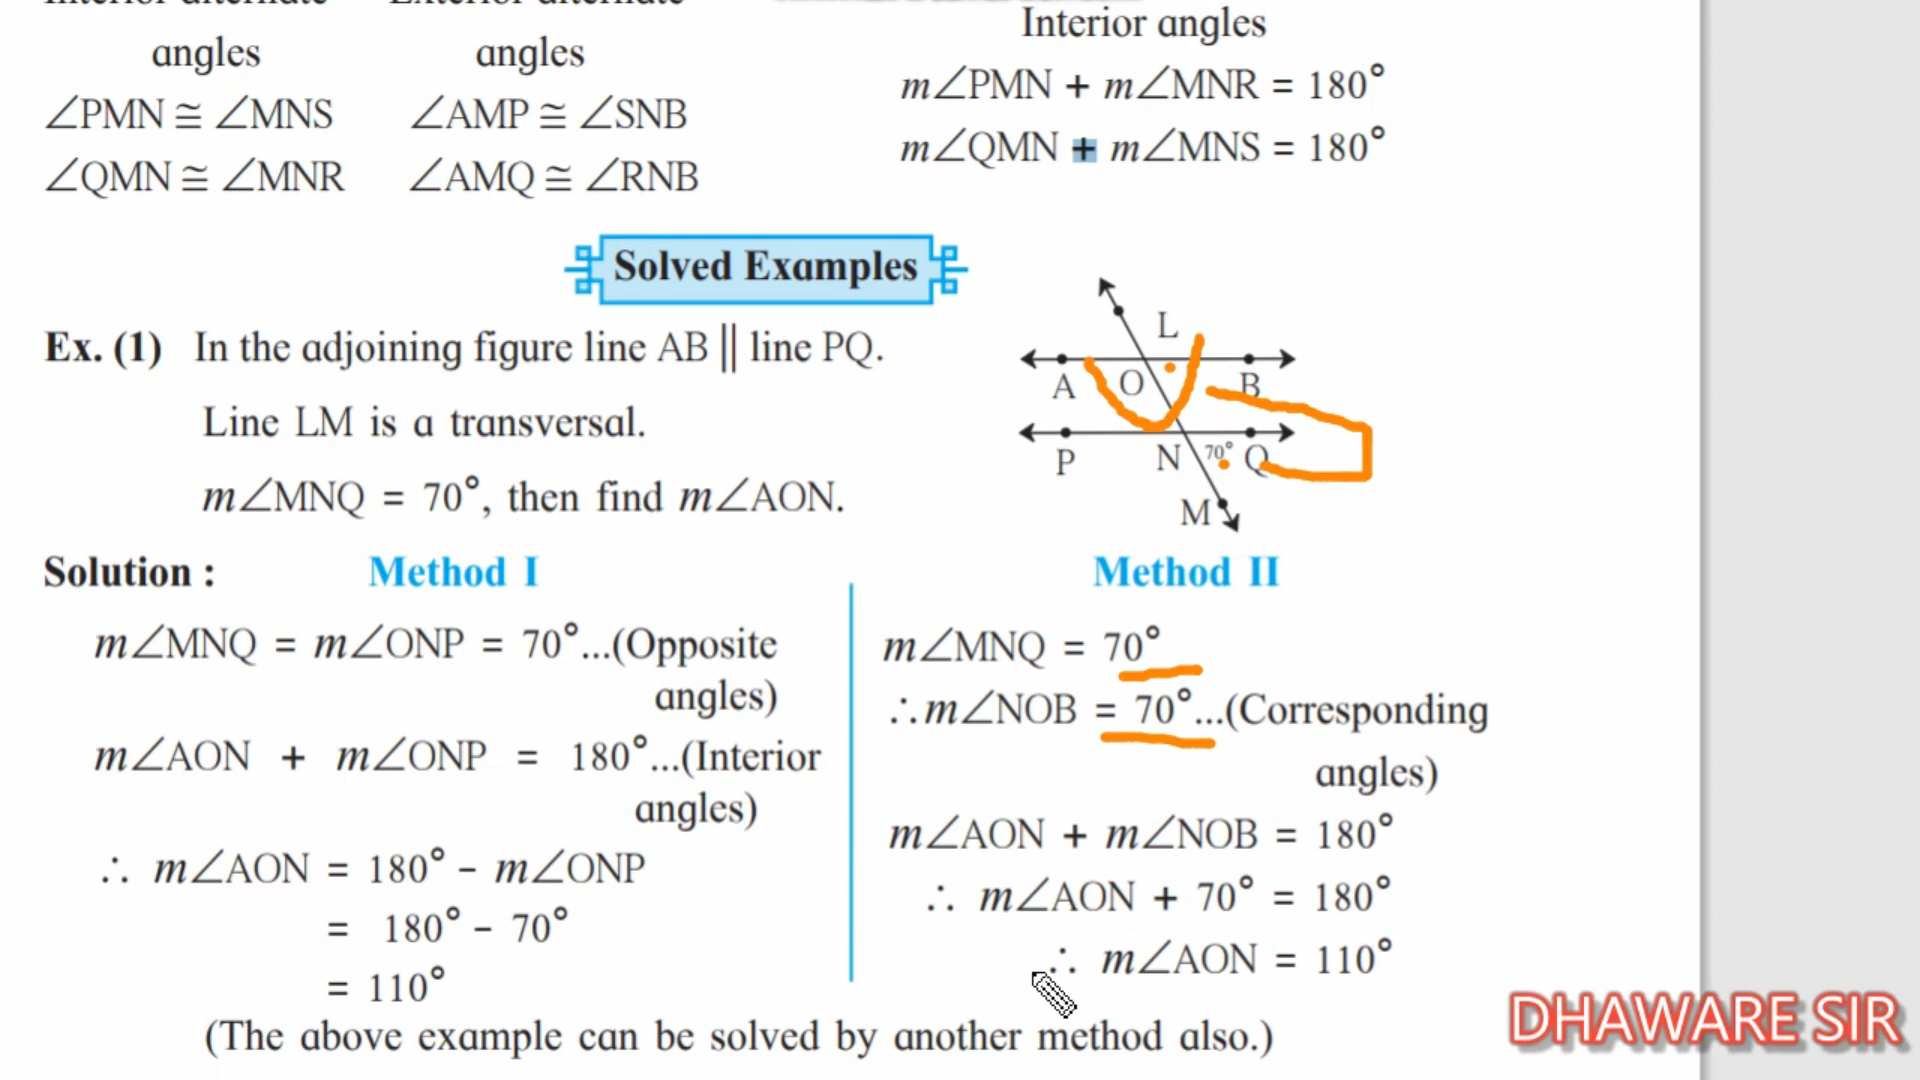 angles angles
∠PMN ≅ ∠MNS ∠AMP ≅ ∠SNB
∠QMN ≅ ∠MNR ∠AMQ ≅ ∠RNB
Interior angles
m∠PMN + m∠MNR = 180°
m∠QMN + m∠MNS = 180°
Solved Examples
Ex. (1) In the adjoining figure line AB || line PQ.
Line LM is a transversal.
m∠MNQ = 70°, then find m∠AON.
L
A O B
P N 70° Q
M
Solution : Method I
m∠MNQ = m∠ONP = 70°...(Opposite
angles)
m∠AON + m∠ONP = 180°...(Interior
angles)
∴ m∠AON = 180° - m∠ONP
= 180° - 70°
= 110°
Method II
m∠MNQ = 70°
∴m∠NOB = 70°...(Corresponding
angles)
m∠AON + m∠NOB = 180°
∴ m∠AON + 70° = 180°
∴ m∠AON = 110°
(The above example can be solved by another method also.)
DHAWARE SIR